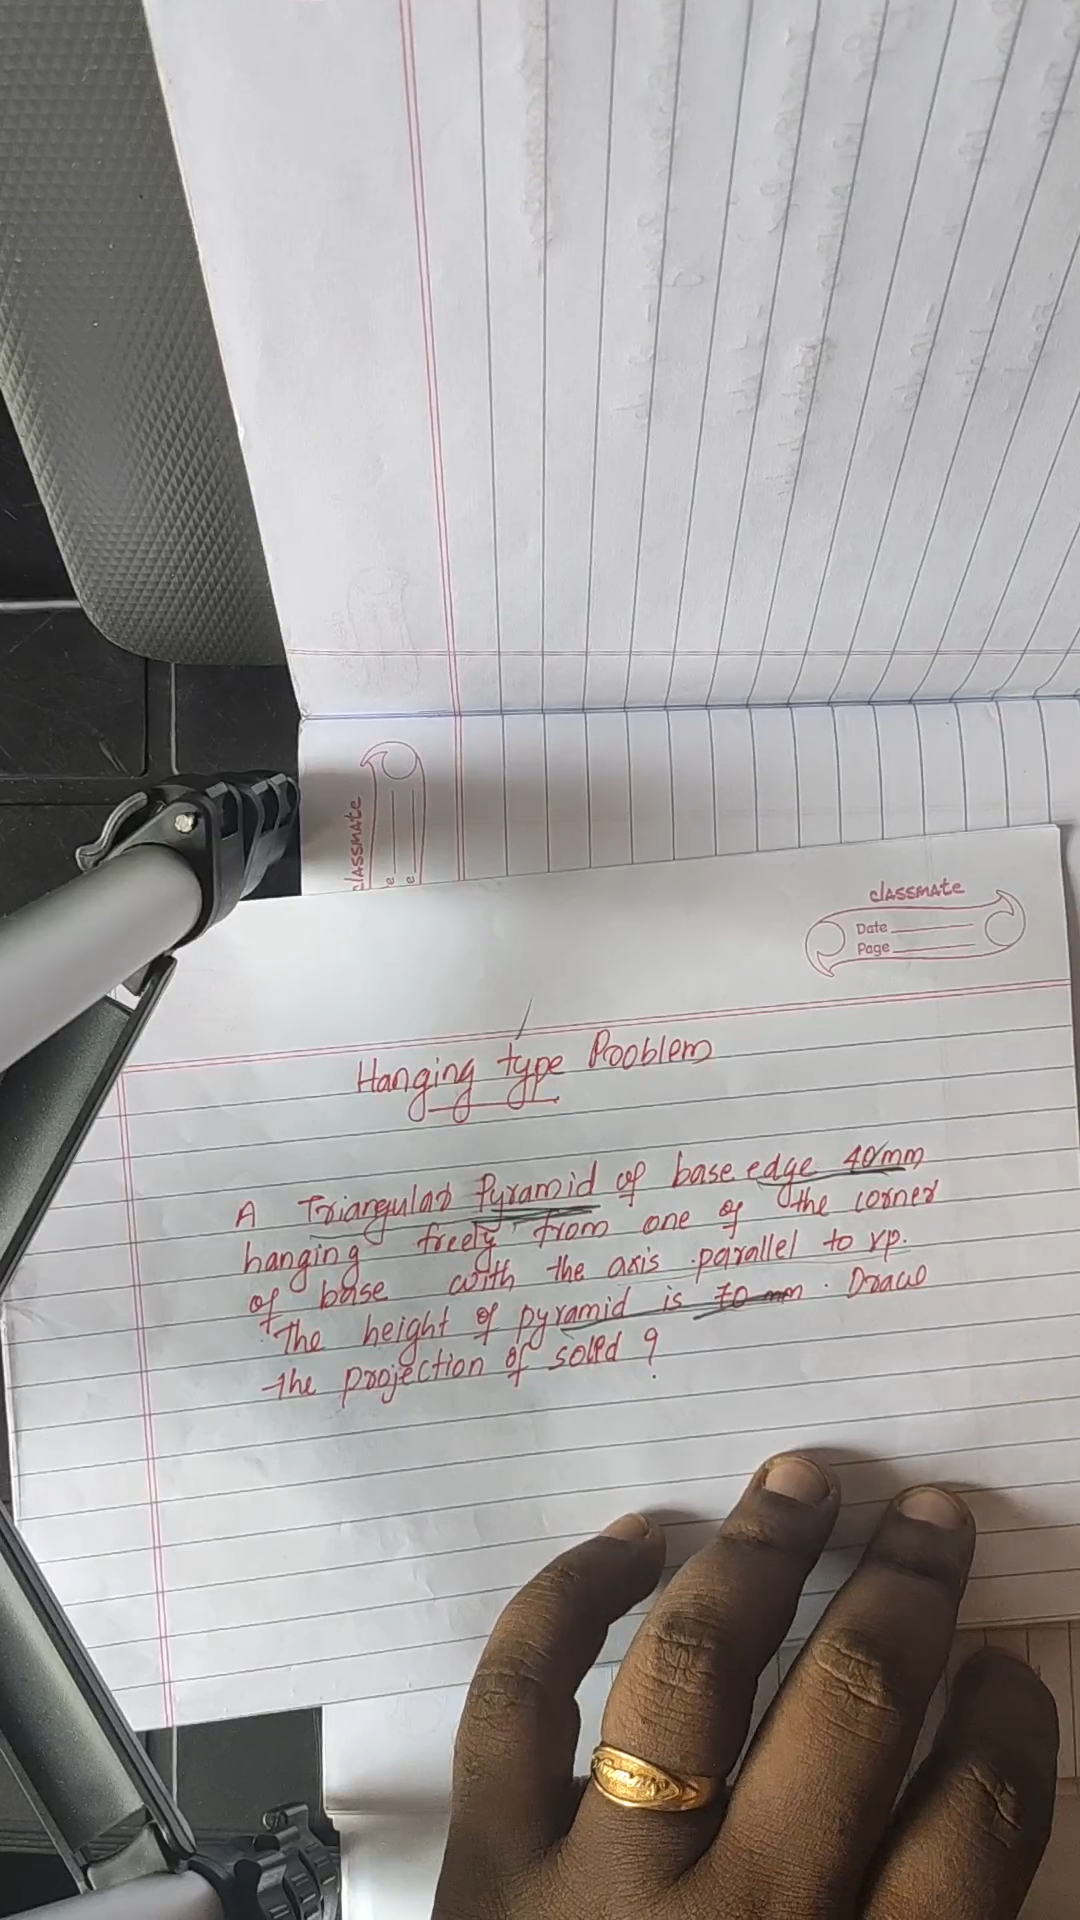 classmate
classmate
Date
Page
Hanging type Problem
A Triangular Pyramid of base edge 40mm
hanging freely from one of the corner
of base with the axis parallel to vp.
The height of pyramid is 70 mm. Draw
the projection of solid ?